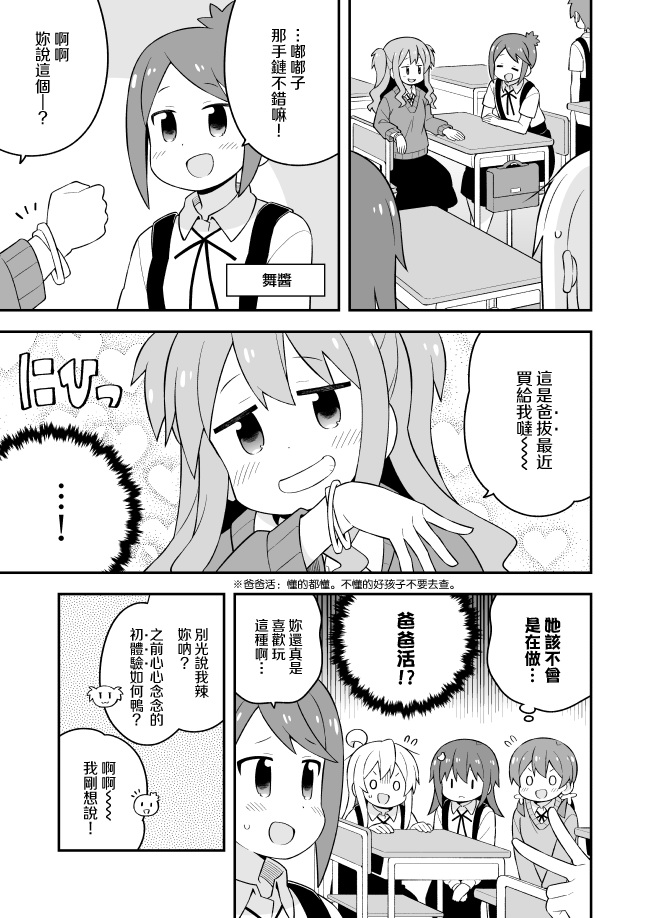 …嘟嘟子
那手鏈不錯嘛！
啊啊
妳說這個—？
舞醬
這是爸拔最近
買給我噠～～
にひっ
…！
※爸爸活；懂的都懂。不懂的好孩子不要去查。
她該不會
是在做…
爸爸活!?
妳還真是
喜歡玩
這種啊…
別光說我辣
妳吶？
之前心心念念的
初體驗如何鴨？
啊啊～～
我剛想說！